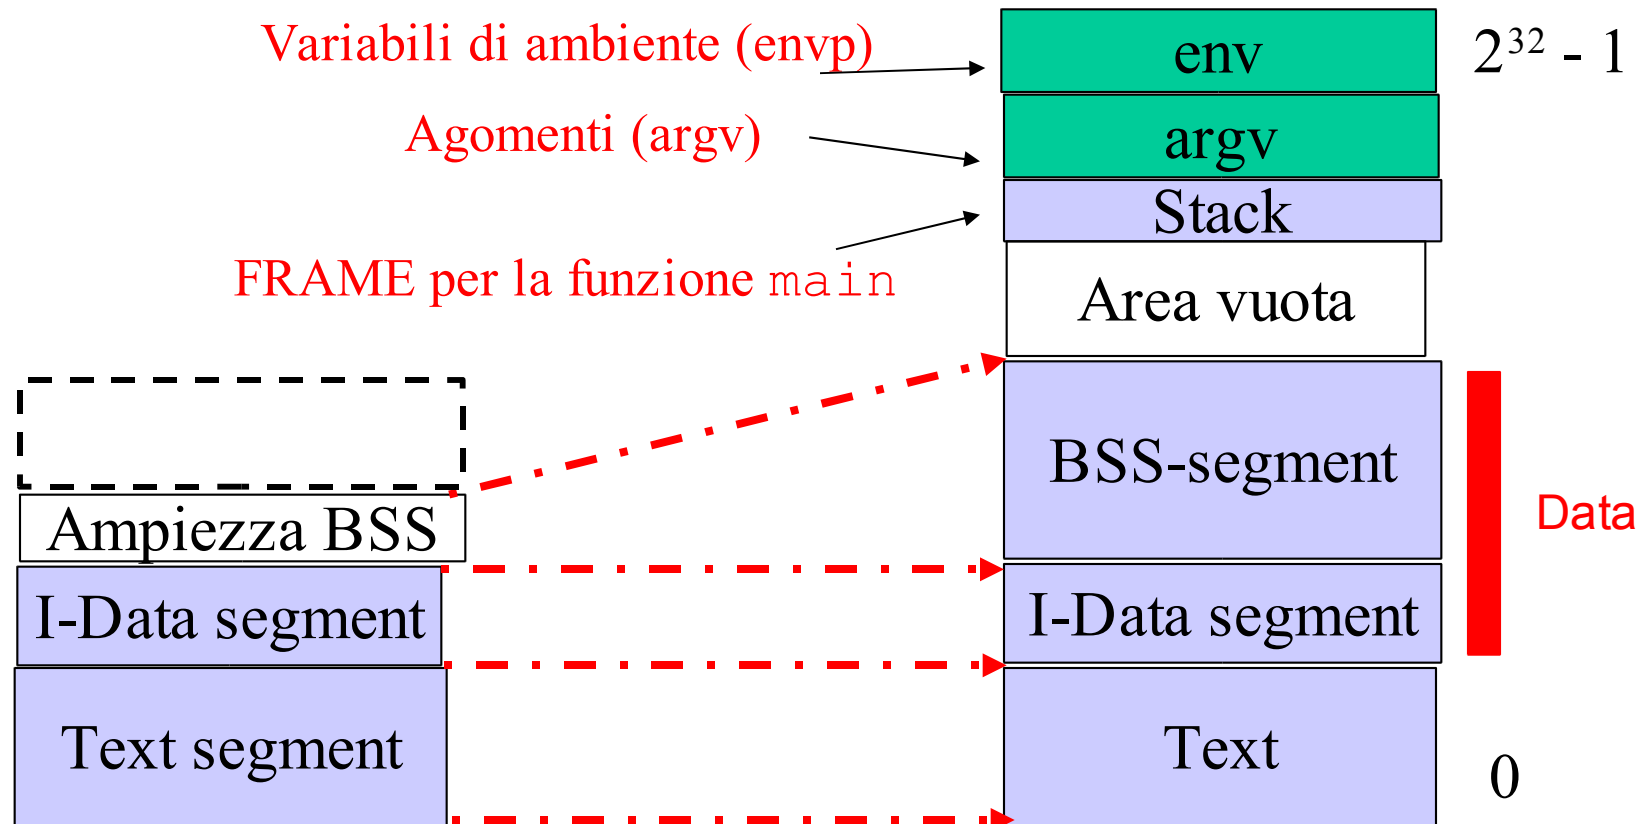 Variabili di ambiente (envp)
env
2³² - 1
Agomenti (argv)
argv
Stack
FRAME per la funzione main
Area vuota
BSS-segment
Data
Ampiezza BSS
I-Data segment
I-Data segment
Text segment
Text
0